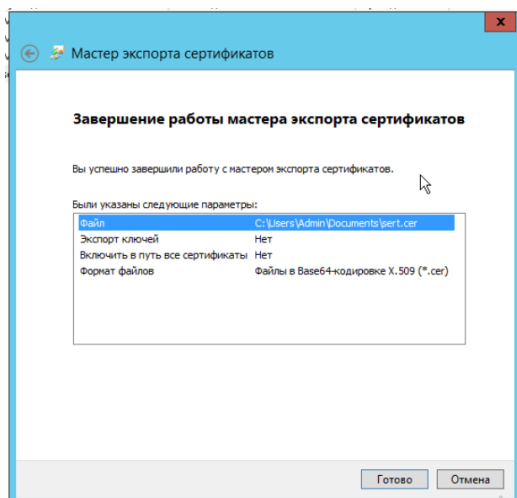 x
Мастер экспорта сертификатов
Завершение работы мастера экспорта сертификатов
Вы успешно завершили работу с мастером экспорта сертификатов.
Были указаны следующие параметры:
Файл C:\Users\Admin\Documents\sert.cer
Экспорт ключей Нет
Включить в путь все сертификаты Нет
Формат файлов Файлы в Base64-кодировке X.509 (*.cer)
Готово Отмена